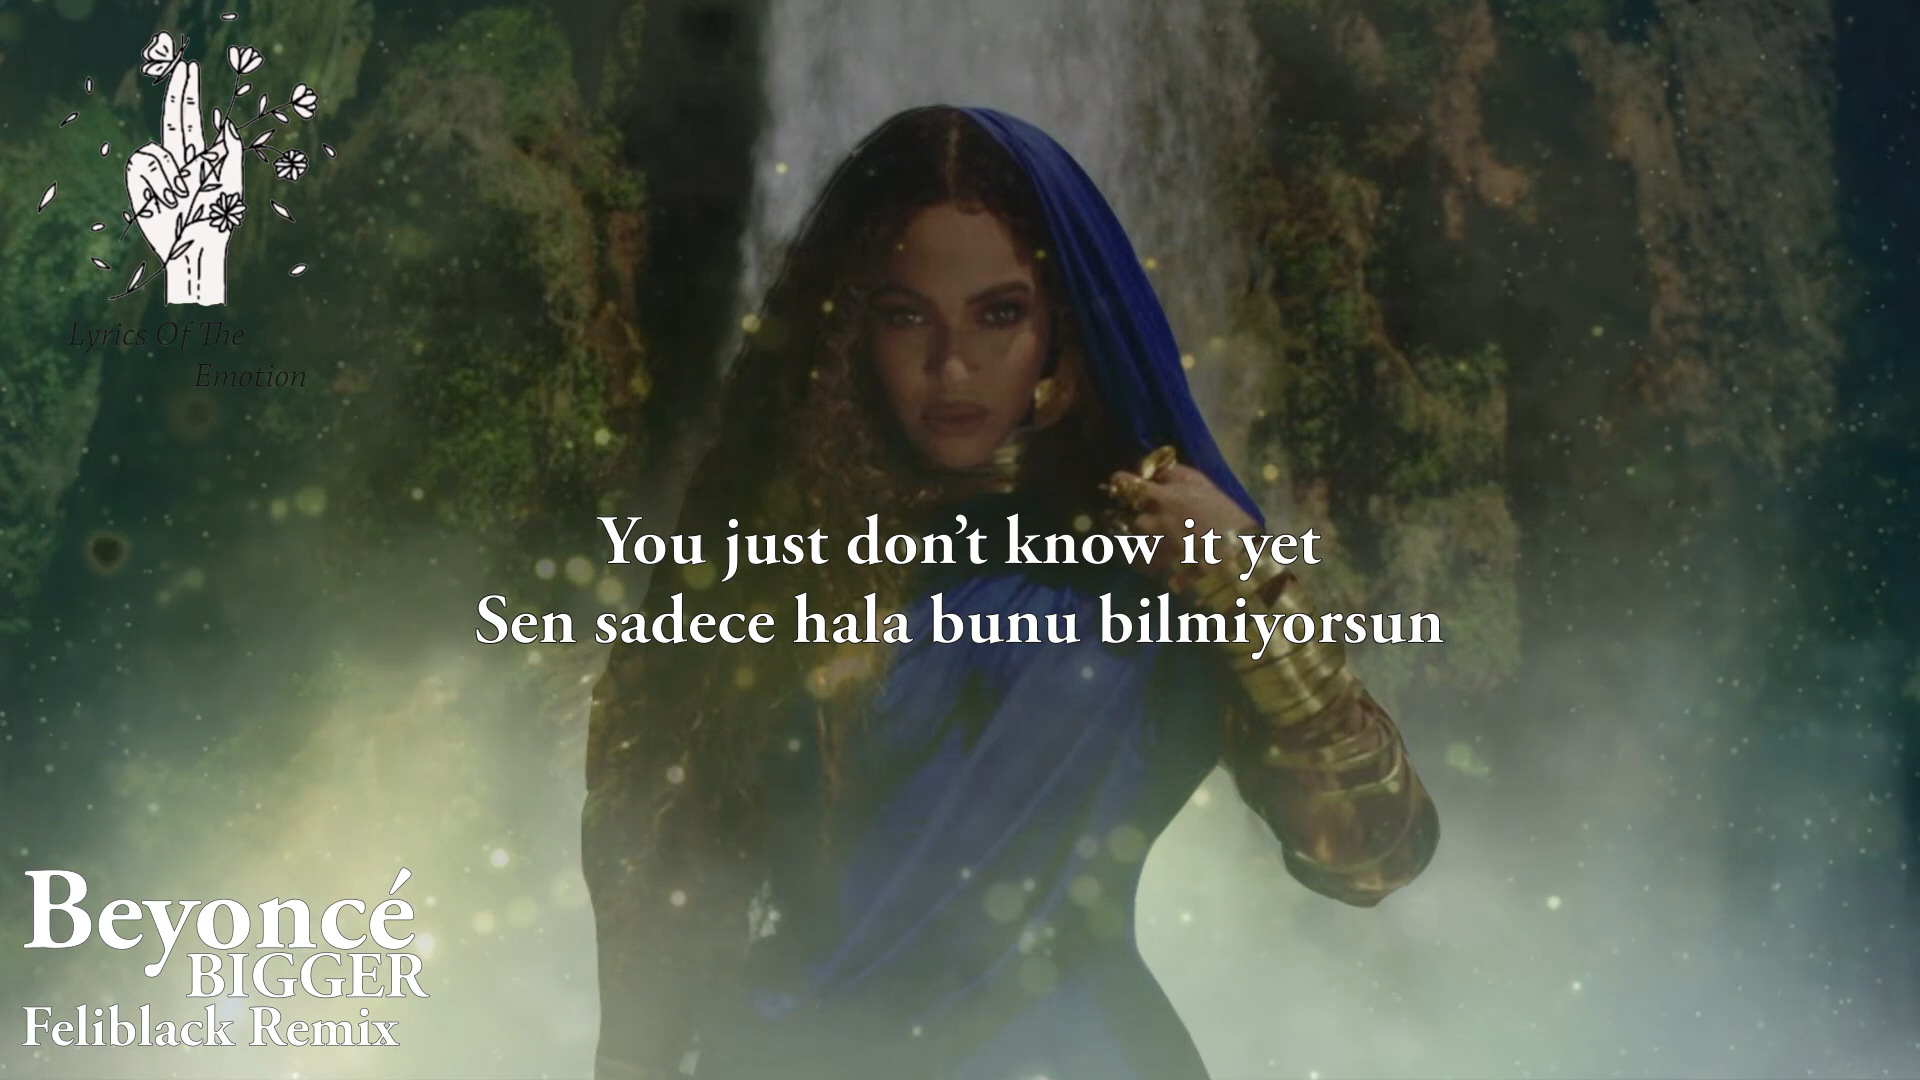 Lyrics Of The
Emotion
You just don’t know it yet
Sen sadece hala bunu bilmiyorsun
Beyoncé
BIGGER
Feliblack Remix